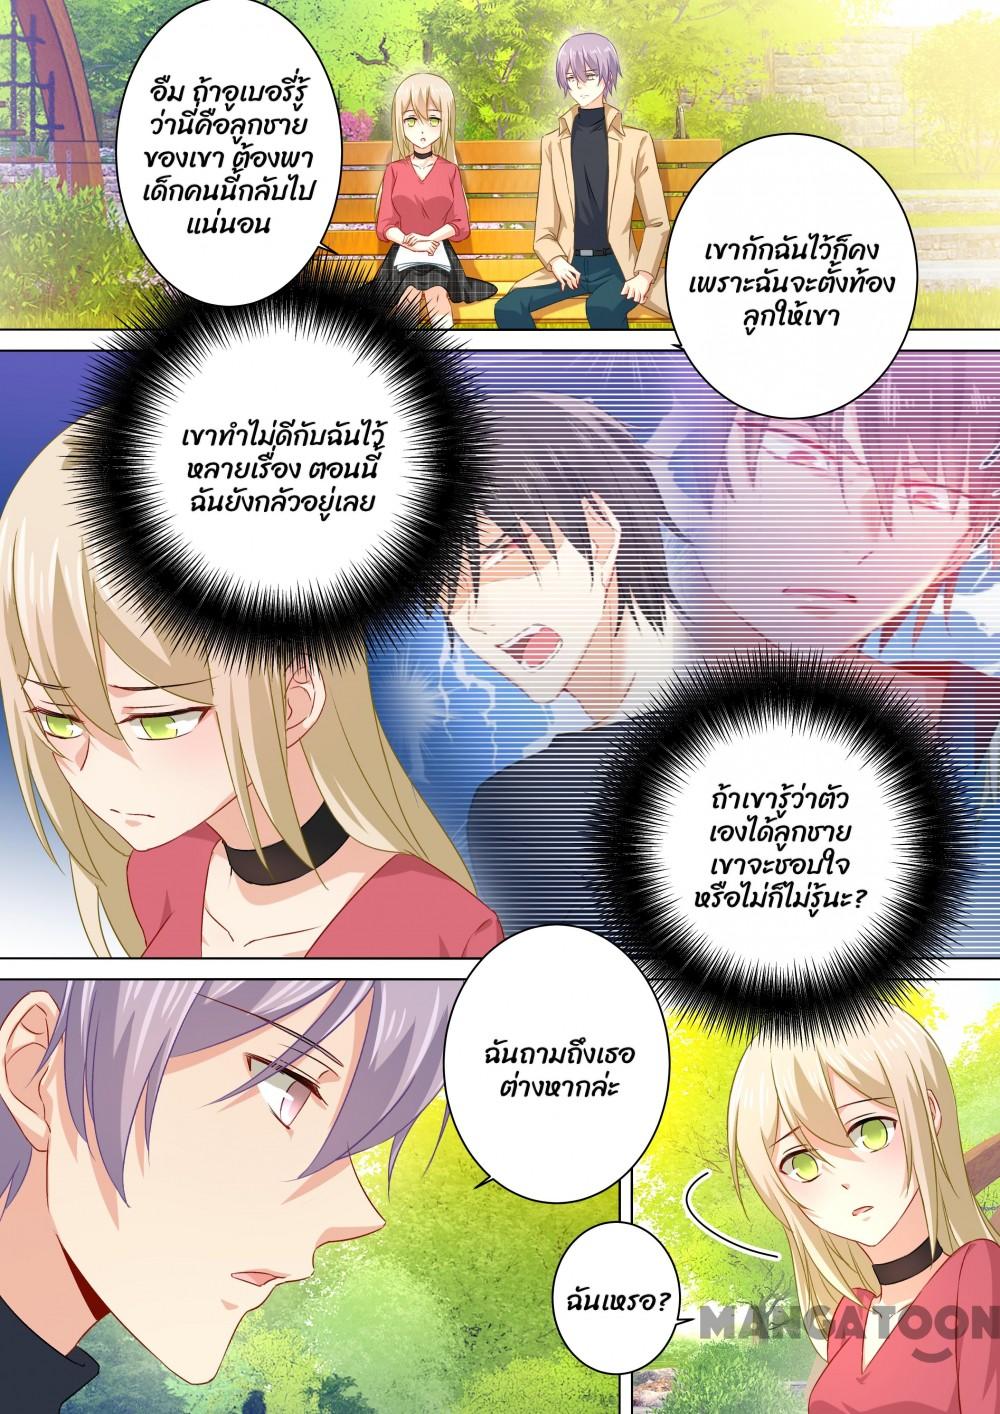 อืม ถ้าอูเบอรี่รู้
ว่านี่คือลูกชาย
ของเขา ต้องพา
เด็กคนนี้กลับไป
แน่นอน
เขากักฉันไว้ก็คง
เพราะฉันจะตั้งท้อง
ลูกให้เขา
เขาทำไม่ดีกับฉันไว้
หลายเรื่อง ตอนนี้
ฉันยังกลัวอยู่เลย
ถ้าเขารู้ว่าตัว
เองได้ลูกชาย
เขาจะชอบใจ
หรือไม่ก็ไม่รู้นะ?
ฉันถามถึงเธอ
ต่างหากล่ะ
ฉันเหรอ?
MANGATOON